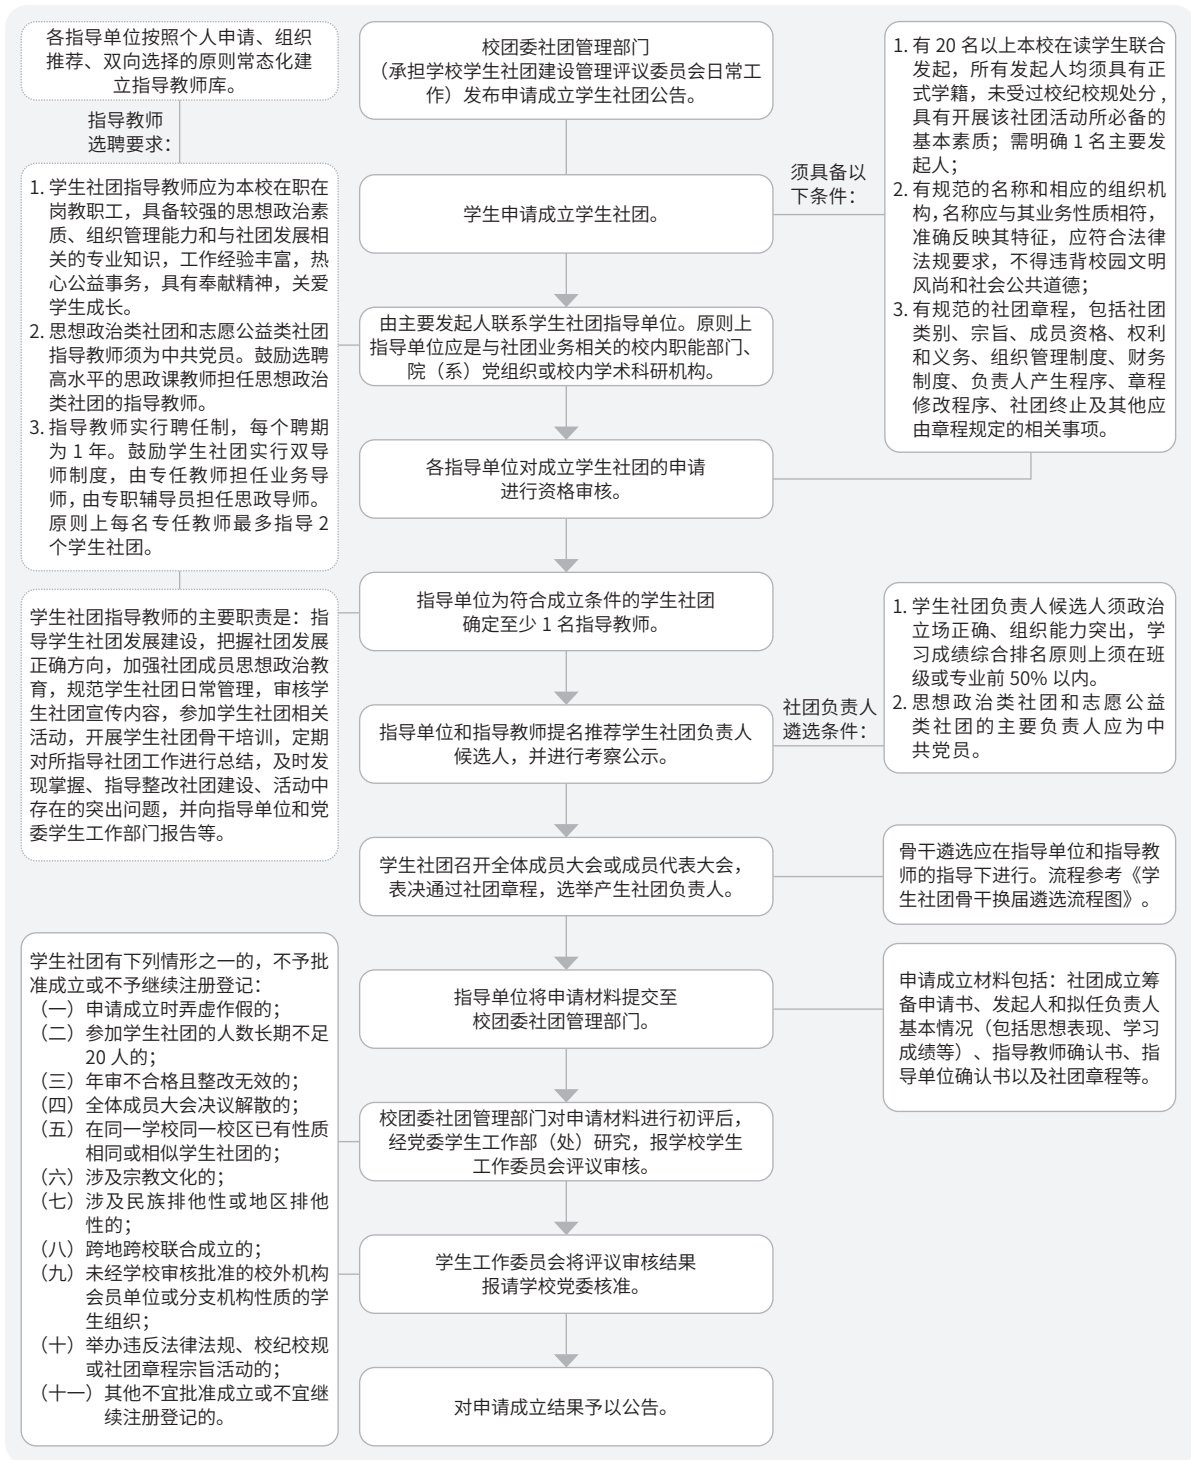 各指导单位按照个人申请、组织
推荐、双向选择的原则常态化建
立指导教师库。
指导教师
选聘要求：
1. 学生社团指导教师应为本校在职在
岗教职工，具备较强的思想政治素
质、组织管理能力和与社团发展相
关的专业知识，工作经验丰富，热
心公益事务，具有奉献精神，关爱
学生成长。
2. 思想政治类社团和志愿公益类社团
指导教师须为中共党员。鼓励选聘
高水平的思政课教师担任思想政治
类社团的指导教师。
3. 指导教师实行聘任制，每个聘期
为 1 年。鼓励学生社团实行双导
师制度，由专任教师担任业务导
师，由专职辅导员担任思政导师。
原则上每名专任教师最多指导 2
个学生社团。
学生社团指导教师的主要职责是：指
导学生社团发展建设，把握社团发展
正确方向，加强社团成员思想政治教
育，规范学生社团日常管理，审核学
生社团宣传内容，参加学生社团相关
活动，开展学生社团骨干培训，定期
对所指导社团工作进行总结，及时发
现掌握、指导整改社团建设、活动中
存在的突出问题，并向指导单位和党
委学生工作部门报告等。
学生社团有下列情形之一的，不予批
准成立或不予继续注册登记：
（一）申请成立时弄虚作假的；
（二）参加学生社团的人数长期不足
20 人的；
（三）年审不合格且整改无效的；
（四）全体成员大会决议解散的；
（五）在同一学校同一校区已有性质
相同或相似学生社团的；
（六）涉及宗教文化的；
（七）涉及民族排他性或地区排他
性的；
（八）跨地跨校联合成立的；
（九）未经学校审核批准的校外机构
会员单位或分支机构性质的学
生组织；
（十）举办违反法律法规、校纪校规
或社团章程宗旨活动的；
（十一）其他不宜批准成立或不宜继
续注册登记的。
校团委社团管理部门
（承担学校学生社团建设管理评议委员会日常工
作）发布申请成立学生社团公告。
学生申请成立学生社团。
由主要发起人联系学生社团指导单位。原则上
指导单位应是与社团业务相关的校内职能部门、
院（系）党组织或校内学术科研机构。
各指导单位对成立学生社团的申请
进行资格审核。
指导单位为符合成立条件的学生社团
确定至少 1 名指导教师。
指导单位和指导教师提名推荐学生社团负责人
候选人，并进行考察公示。
学生社团召开全体成员大会或成员代表大会，
表决通过社团章程，选举产生社团负责人。
指导单位将申请材料提交至
校团委社团管理部门。
校团委社团管理部门对申请材料进行初评后，
经党委学生工作部（处）研究，报学校学生
工作委员会评议审核。
学生工作委员会将评议审核结果
报请学校党委核准。
对申请成立结果予以公告。
须具备以
下条件：
1. 有 20 名以上本校在读学生联合
发起，所有发起人均须具有正
式学籍，未受过校纪校规处分，
具有开展该社团活动所必备的
基本素质；需明确 1 名主要发
起人；
2. 有规范的名称和相应的组织机
构，名称应与其业务性质相符，
准确反映其特征，应符合法律
法规要求，不得违背校园文明
风尚和社会公共道德；
3. 有规范的社团章程，包括社团
类别、宗旨、成员资格、权利
和义务、组织管理制度、财务
制度、负责人产生程序、章程
修改程序、社团终止及其他应
由章程规定的相关事项。
社团负责人
遴选条件：
1. 学生社团负责人候选人须政治
立场正确、组织能力突出，学
习成绩综合排名原则上须在班
级或专业前 50% 以内。
2. 思想政治类社团和志愿公益
类社团的主要负责人应为中
共党员。
骨干遴选应在指导单位和指导教
师的指导下进行。流程参考《学
生社团骨干换届遴选流程图》。
申请成立材料包括：社团成立筹
备申请书、发起人和拟任负责人
基本情况（包括思想表现、学习
成绩等）、指导教师确认书、指
导单位确认书以及社团章程等。